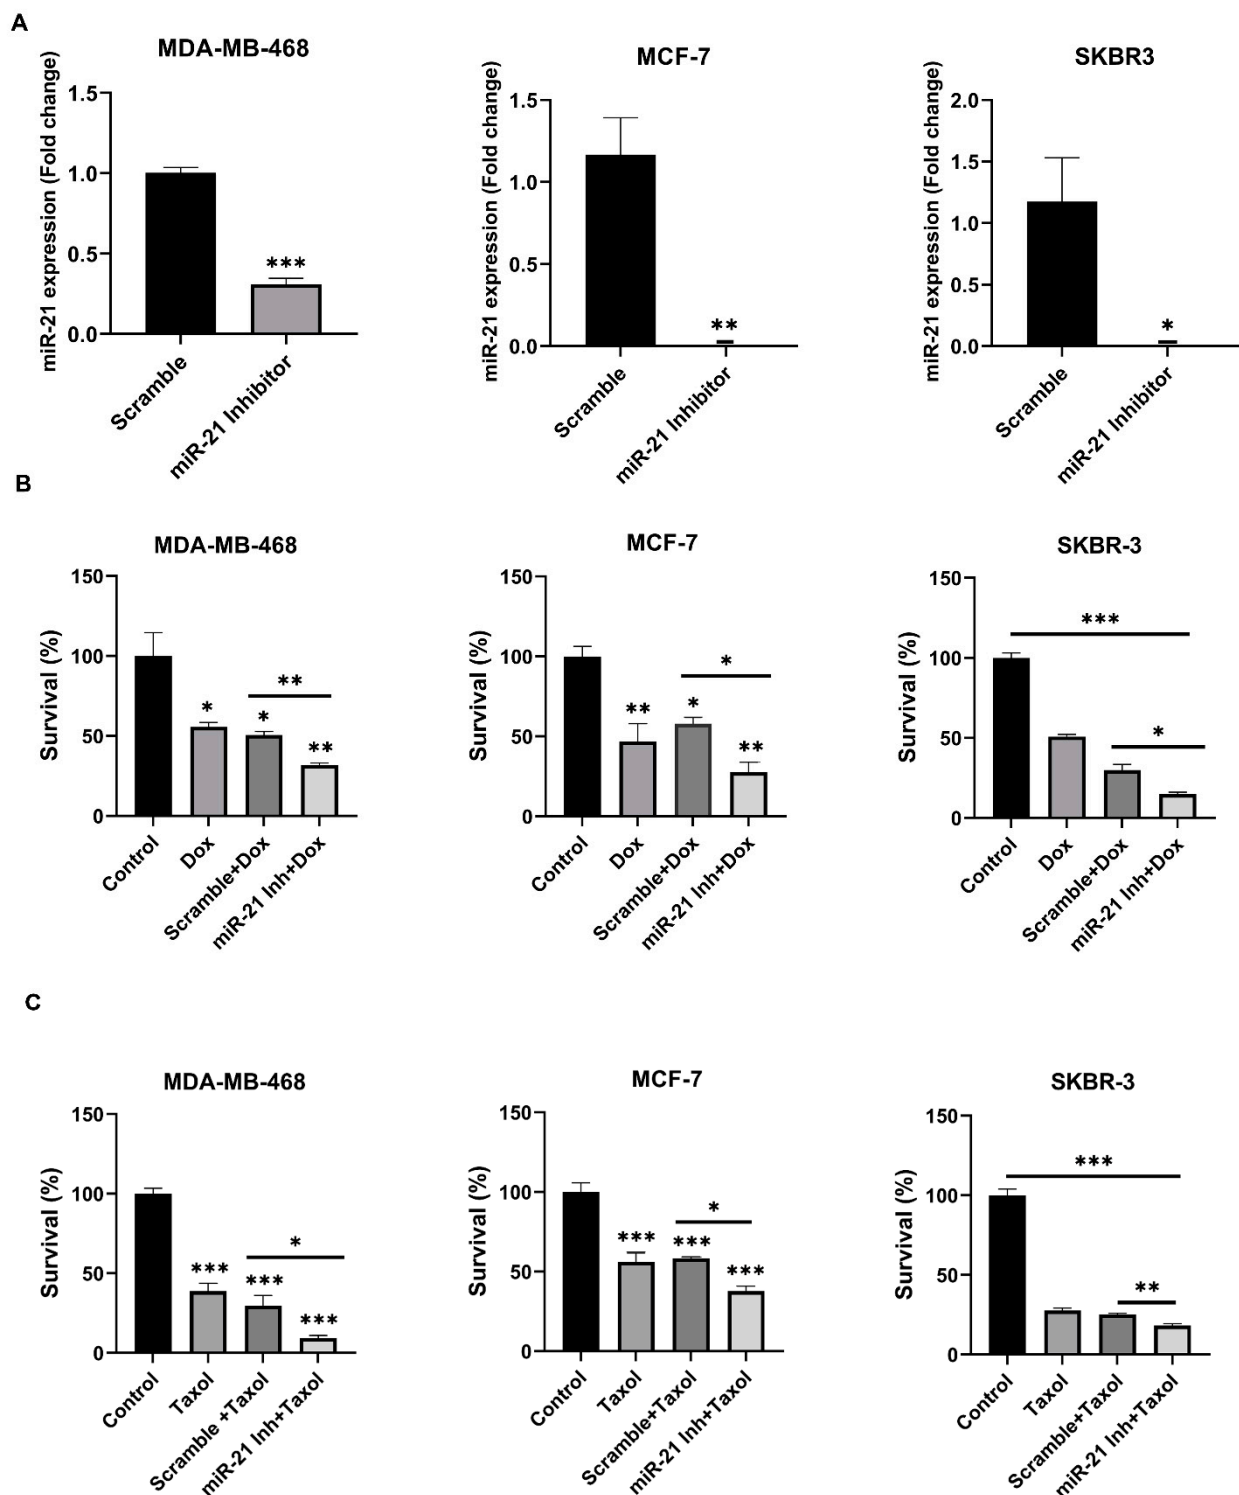 A
MDA-MB-468
miR-21 expression (Fold change)
1.5
1.0
0.5
0.0
***
Scramble
miR-21 Inhibitor
MCF-7
miR-21 expression (Fold change)
1.5
1.0
0.5
0.0
**
Scramble
miR-21 Inhibitor
SKBR3
miR-21 expression (Fold change)
2.0
1.5
1.0
0.5
0.0
*
Scramble
miR-21 Inhibitor
B
MDA-MB-468
Survival (%)
150
100
50
0
*
*
**
**
Control
Dox
Scramble+Dox
miR-21 Inh+Dox
MCF-7
Survival (%)
150
100
50
0
**
*
*
**
Control
Dox
Scramble+Dox
miR-21 Inh+Dox
SKBR-3
Survival (%)
150
100
50
0
***
*
Control
Dox
Scramble+Dox
miR-21 Inh+Dox
C
MDA-MB-468
Survival (%)
150
100
50
0
***
***
*
***
Control
Taxol
Scramble +Taxol
miR-21 Inh+Taxol
MCF-7
Survival (%)
150
100
50
0
***
***
*
***
Control
Taxol
Scramble+Taxol
miR-21 Inh+Taxol
SKBR-3
Survival (%)
150
100
50
0
***
**
Control
Taxol
Scramble+Taxol
miR-21 Inh+Taxol